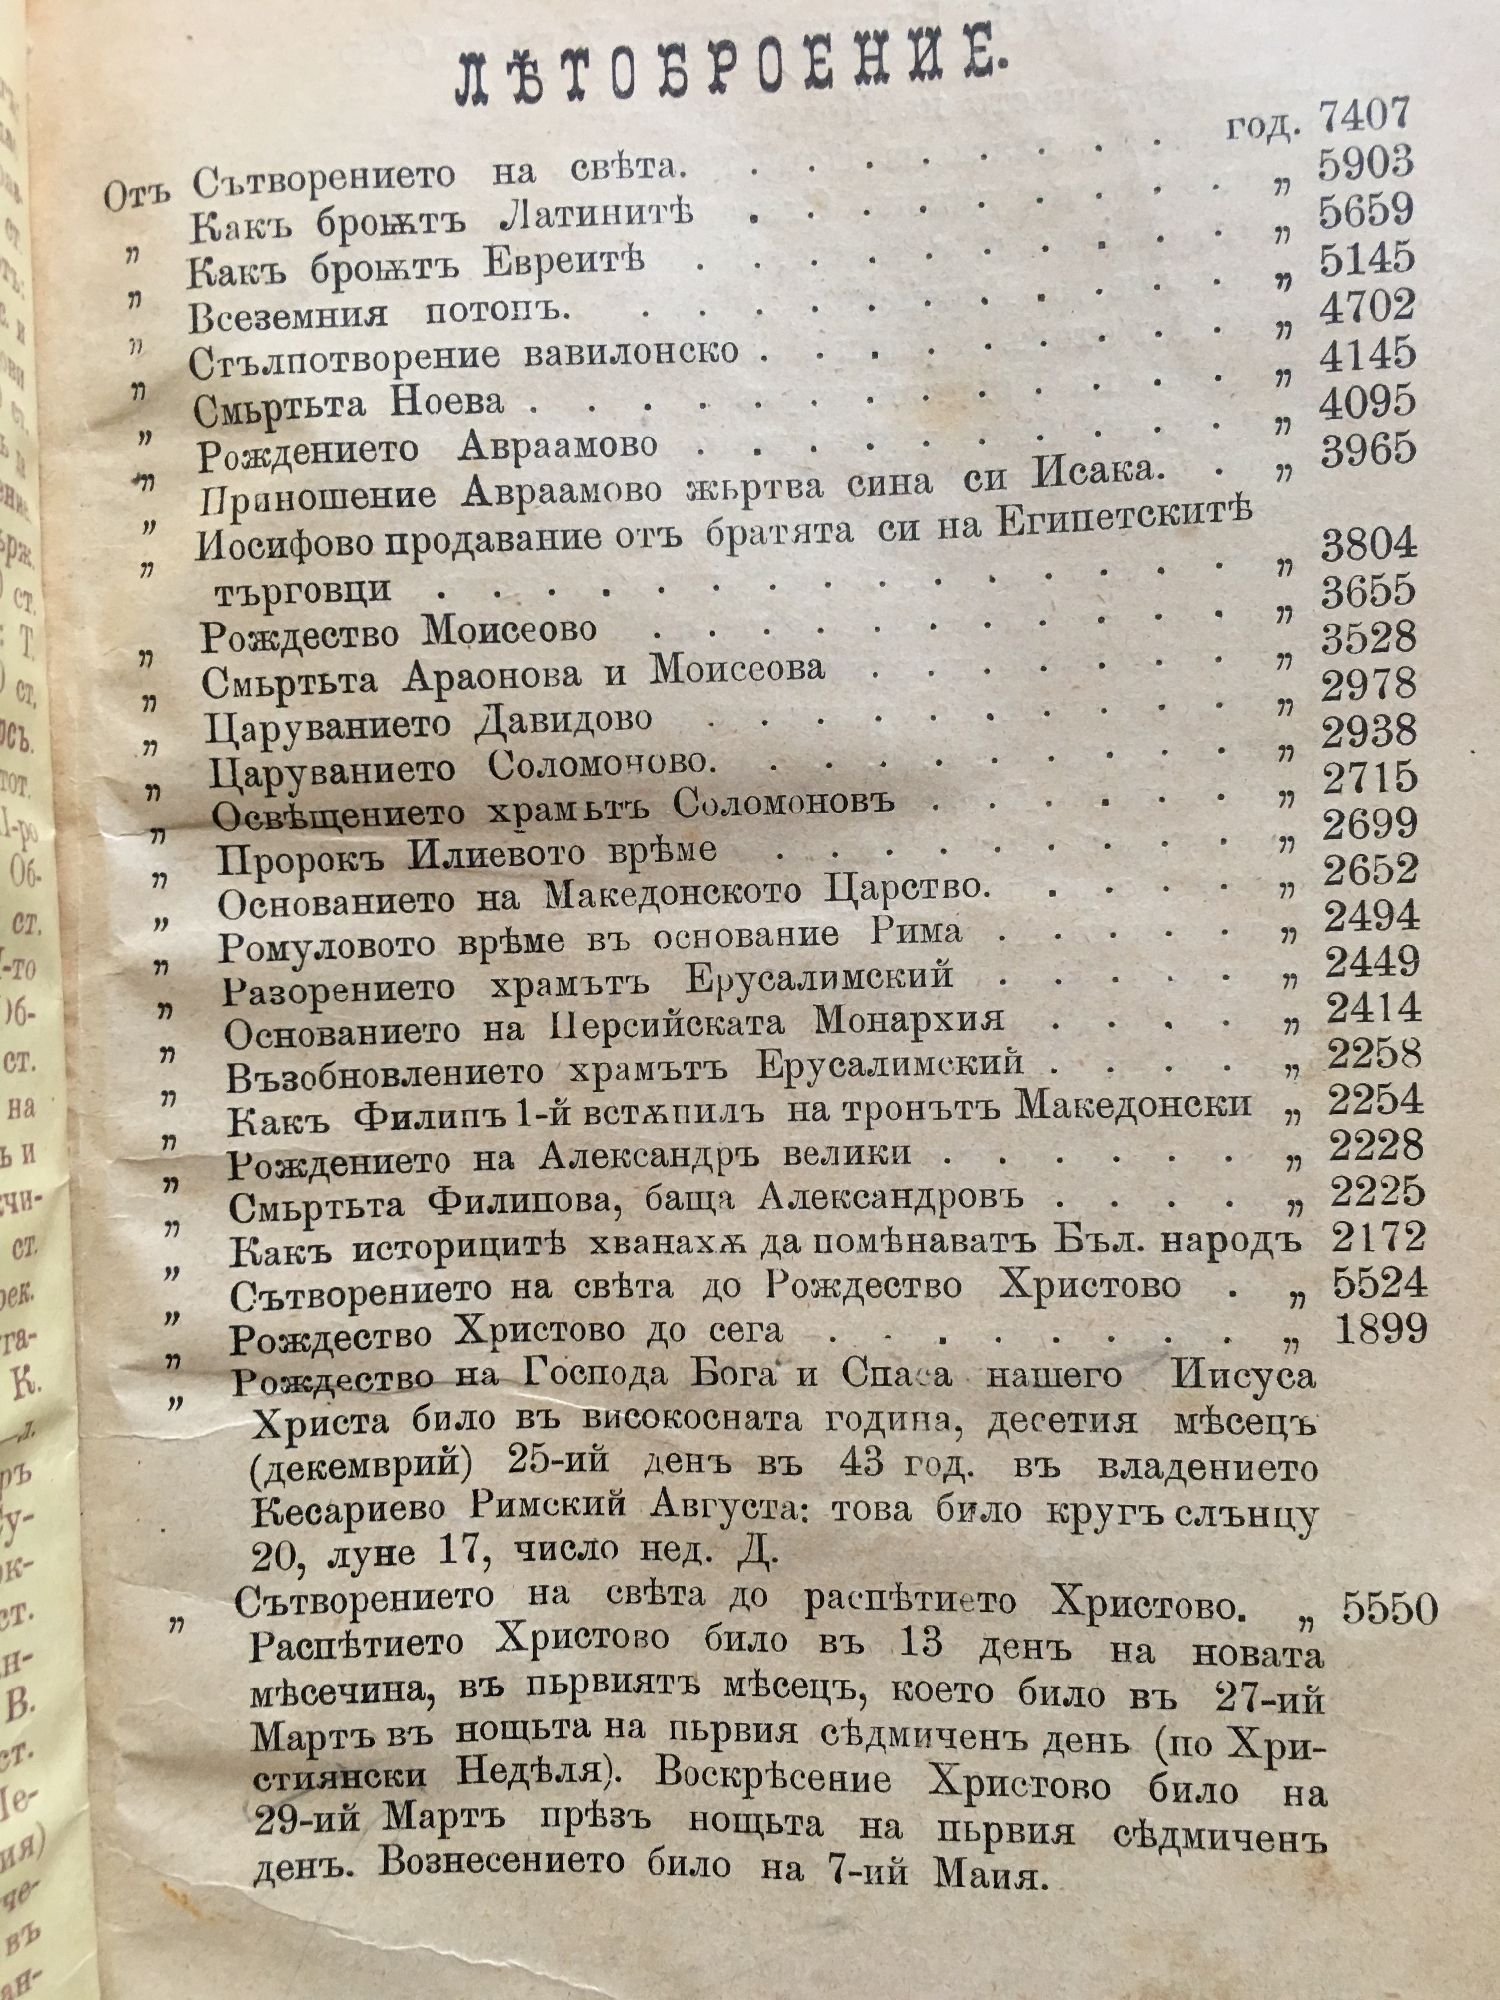 ЛѢТОБРОЕНИЕ.
Отъ Сътворението на свѣта. . . . . . . . . год. 7407
„ Какъ броѭтъ Латинитѣ . . . . . . . . . „ 5903
„ Какъ броѭтъ Евреитѣ . . . . . . . . . . „ 5659
„ Всеземния потопъ. . . . . . . . . . . . „ 5145
„ Стълпотворение вавилонско . . . . . . . . . „ 4702
„ Смьртьта Ноева . . . . . . . . . . . . . „ 4145
„ Рождението Авраамово . . . . . . . . . . „ 4095
„ Приношение Авраамово жьртва сина си Исака. . „ 3965
„ Иосифово продавание отъ братята си на Египетскитѣ
търговци . . . . . . . . . . . . . . . „ 3804
„ Рождество Моисеово . . . . . . . . . . . „ 3655
„ Смьртьта Араонова и Моисеова . . . . . . . „ 3528
„ Царуванието Давидово . . . . . . . . . . „ 2978
„ Царуванието Соломоново. . . . . . . . . . „ 2938
„ Освѣщението храмътъ Соломоновъ . . . . . . „ 2715
„ Пророкъ Илиевото врѣме . . . . . . . . . „ 2699
„ Основанието на Македонското Царство. . . . . „ 2652
„ Ромуловото врѣме въ основание Рима . . . . . „ 2494
„ Разорението храмътъ Ерусалимский . . . . . „ 2449
„ Основанието на Персийската Монархия . . . . „ 2414
„ Възобновлението храмътъ Ерусалимский . . . . „ 2258
„ Какъ Филипъ 1-й встѫпилъ на тронътъ Македонски „ 2254
„ Рождението на Александръ велики . . . . . . „ 2228
„ Смьртьта Филипова, баща Александровъ . . . . „ 2225
„ Какъ историцитѣ хванахѫ да помѣнаватъ Бъл. народъ 2172
„ Сътворението на свѣта до Рождество Христово . „ 5524
„ Рождество Христово до сега . . . . . . . . „ 1899
„ Рождество на Господа Бога и Спаса нашего Иисуса
Христа било въ високосната година, десетия мѣсецъ
(декемврий) 25-ий денъ въ 43 год. въ владението
Кесариево Римский Августа: това било кругъ слънцу
20, луне 17, число нед. Д.
„ Сътворението на свѣта до распѣтието Христово. „ 5550
Распѣтието Христово било въ 13 денъ на новата
мѣсечина, въ пьрвиятъ мѣсецъ, което било въ 27-ий
Мартъ въ нощьта на пьрвия сѣдмиченъ день (по Хри-
стиянски Недѣля). Воскрѣсение Христово било на
29-ий Мартъ прѣзъ нощьта на пьрвия сѣдмиченъ
денъ. Вознесението било на 7-ий Маия.